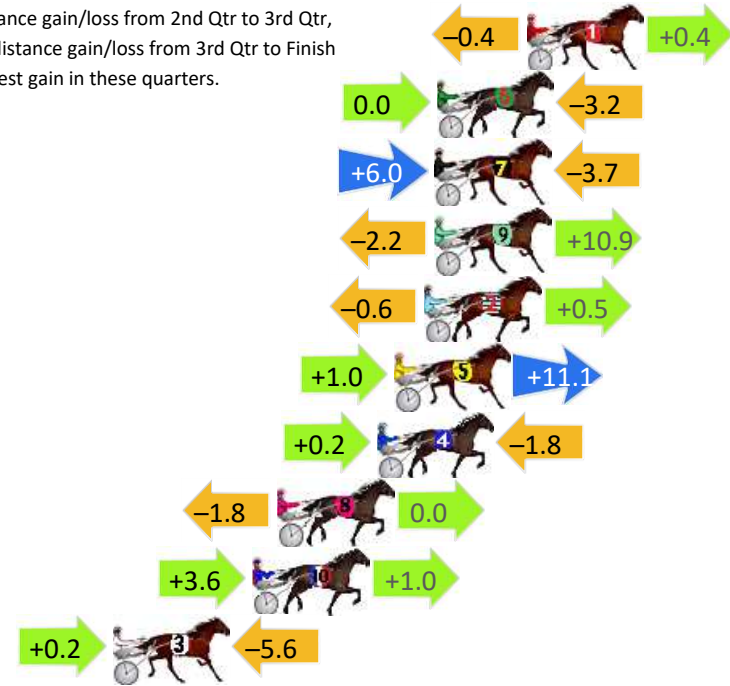 ance gain/loss from 2nd Qtr to 3rd Qtr,
distance gain/loss from 3rd Qtr to Finish
est gain in these quarters.
–0.4 1 +0.4
0.0 6 –3.2
+6.0 7 –3.7
–2.2 9 +10.9
–0.6 2 +0.5
+1.0 5 +11.1
+0.2 4 –1.8
–1.8 8 0.0
+3.6 10 +1.0
+0.2 3 –5.6